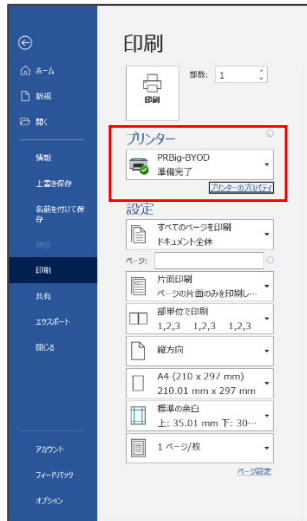 印刷
ホーム
新規
開く
情報
上書き保存
名前を付けて保
存
印刷
共有
エクスポート
閉じる
アカウント
フィードバック
オプション
印刷
部数: 1
プリンター
PRBig-BYOD
準備完了
プリンターのプロパティ
設定
すべてのページを印刷
ドキュメント全体
ページ:
片面印刷
ページの片面のみを印刷し…
部単位で印刷
1,2,3 1,2,3 1,2,3
縦方向
A4 (210 x 297 mm)
210.01 mm x 297 mm
標準の余白
上: 35.01 mm 下: 30…
1 ページ/枚
ページ設定